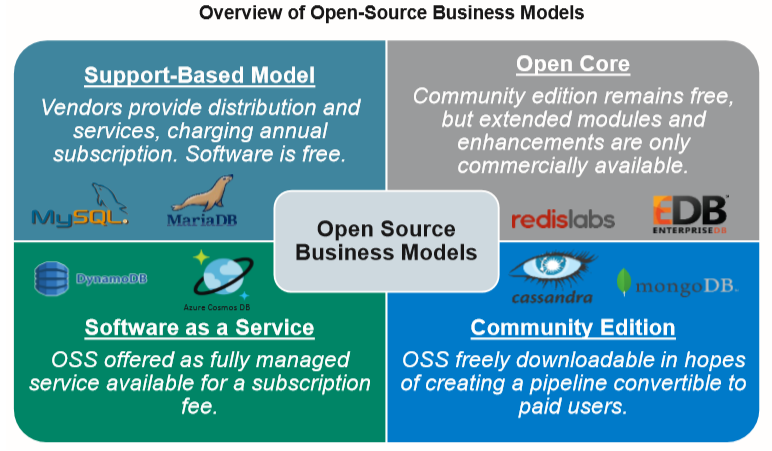 Overview of Open-Source Business Models
Support-Based Model
Vendors provide distribution and
services, charging annual
subscription. Software is free.
MySQL
MariaDB
Open Core
Community edition remains free,
but extended modules and
enhancements are only
commercially available.
redislabs
EDB
ENTERPRISEDB
Open Source
Business Models
DynamoDB
Azure Cosmos DB
Software as a Service
OSS offered as fully managed
service available for a subscription
fee.
cassandra
mongoDB
Community Edition
OSS freely downloadable in hopes
of creating a pipeline convertible to
paid users.